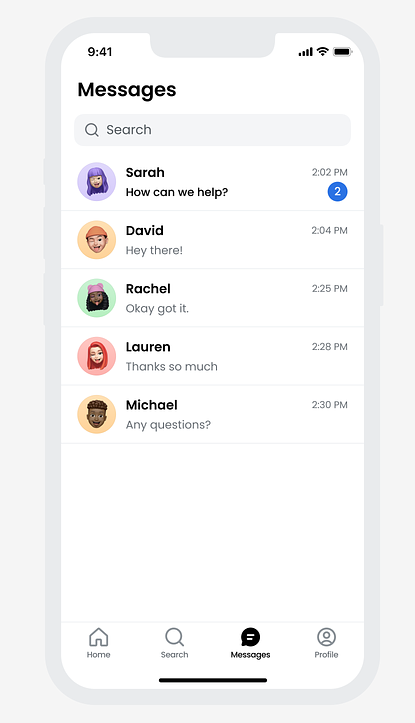 9:41
Messages
Search
Sarah 2:02 PM
How can we help? 2
David 2:04 PM
Hey there!
Rachel 2:25 PM
Okay got it.
Lauren 2:28 PM
Thanks so much
Michael 2:30 PM
Any questions?
Home Search Messages Profile